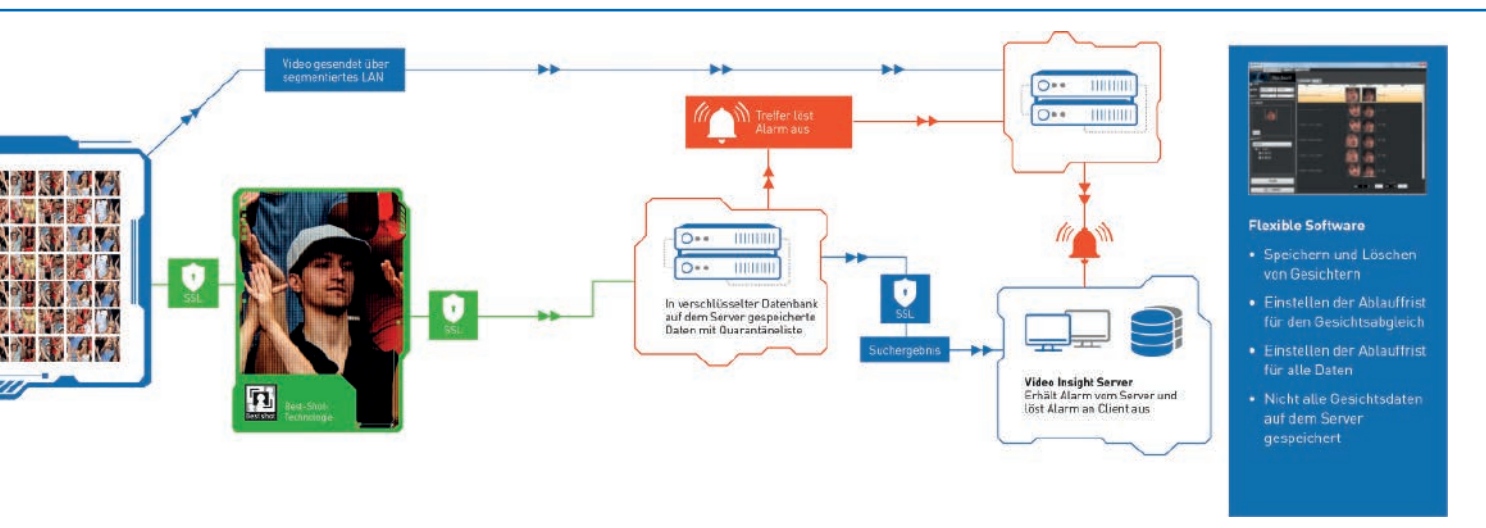 Video gesendet über
segmentiertes LAN
Treffer löst
Alarm aus
SSL
Best shot
Best-Shot-
Technologie
SSL
In verschlüsselter Datenbank
auf dem Server gespeicherte
Daten mit Quarantäneliste
SSL
Suchergebnis
Video Insight Server
Erhält Alarm vom Server und
löst Alarm an Client aus
Flexible Software
• Speichern und Löschen
von Gesichtern
• Einstellen der Ablauffrist
für den Gesichtsabgleich
• Einstellen der Ablauffrist
für alle Daten
• Nicht alle Gesichtsdaten
auf dem Server
gespeichert